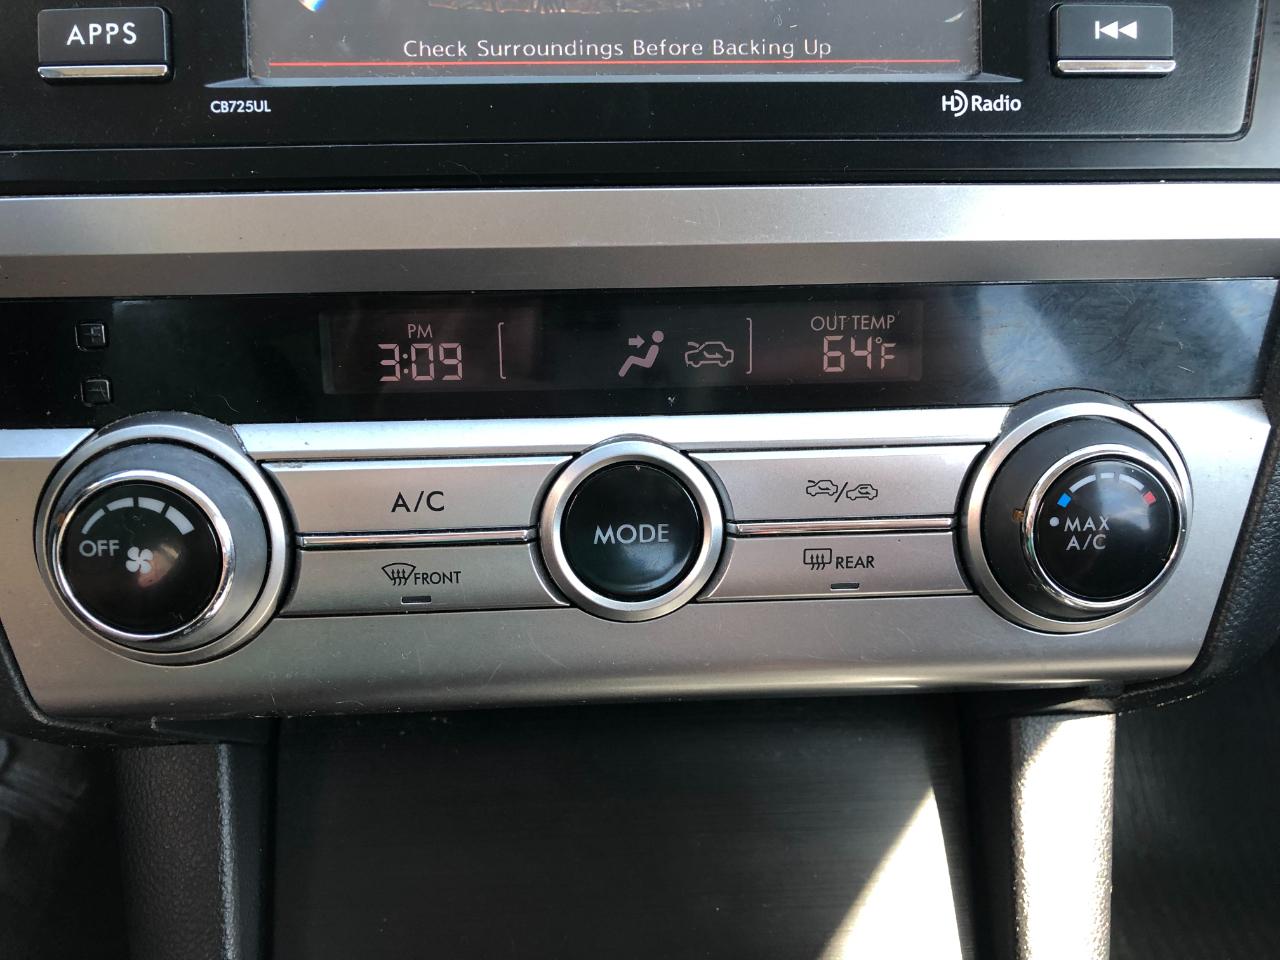 APPS
Check Surroundings Before Backing Up
CB725UL
HD Radio
PM
3:09
OUT TEMP
64°F
OFF
A/C
FRONT
MODE
REAR
MAX
A/C